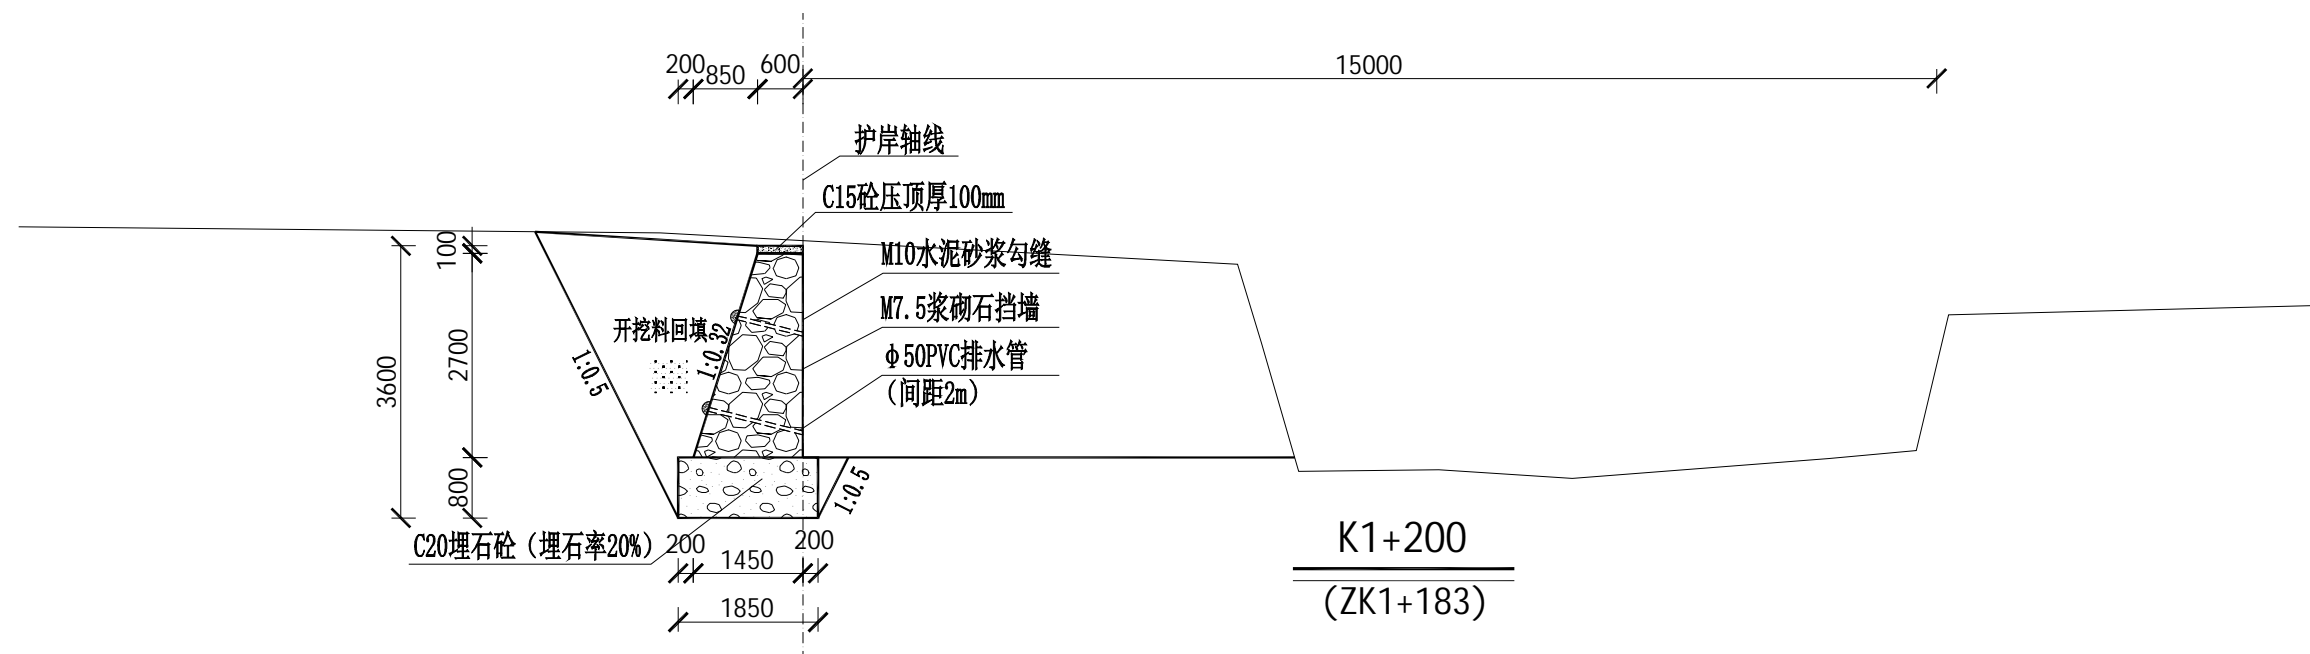 15000
200
850
600
护岸轴线
C15砼压顶厚100mm
M10水泥砂浆勾缝
M7.5浆砌石挡墙
ф50PVC排水管
(间距2m)
100
2700
3600
800
开挖料回填
1:0.32
1:0.5
1:0.5
C20埋石砼(埋石率20%)
200
1450
200
1850
K1+200
(ZK1+183)